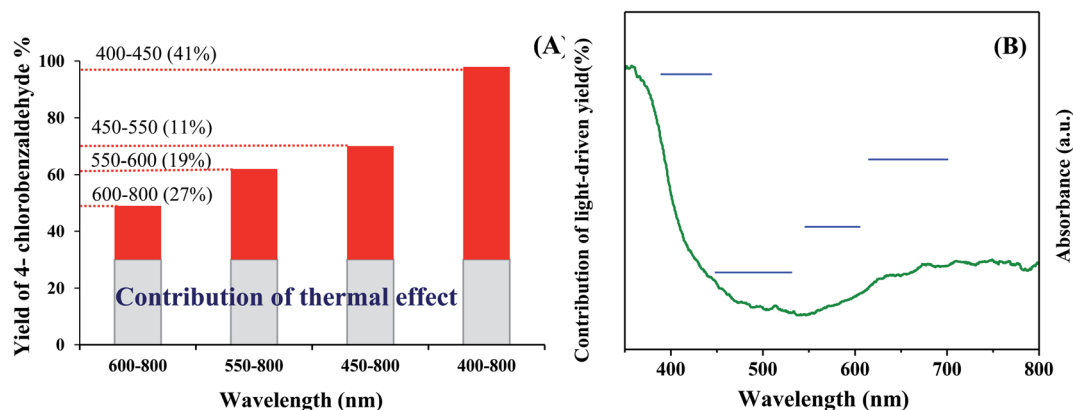 (A)
Yield of 4- chlorobenzaldehyde %
100
80
60
40
20
0
400-450 (41%)
450-550 (11%)
550-600 (19%)
600-800 (27%)
Contribution of thermal effect
600-800
550-800
450-800
400-800
Wavelength (nm)
(B)
Contribution of light-driven yield(%)
Absorbance (a.u.)
400
500
600
700
800
Wavelength (nm)